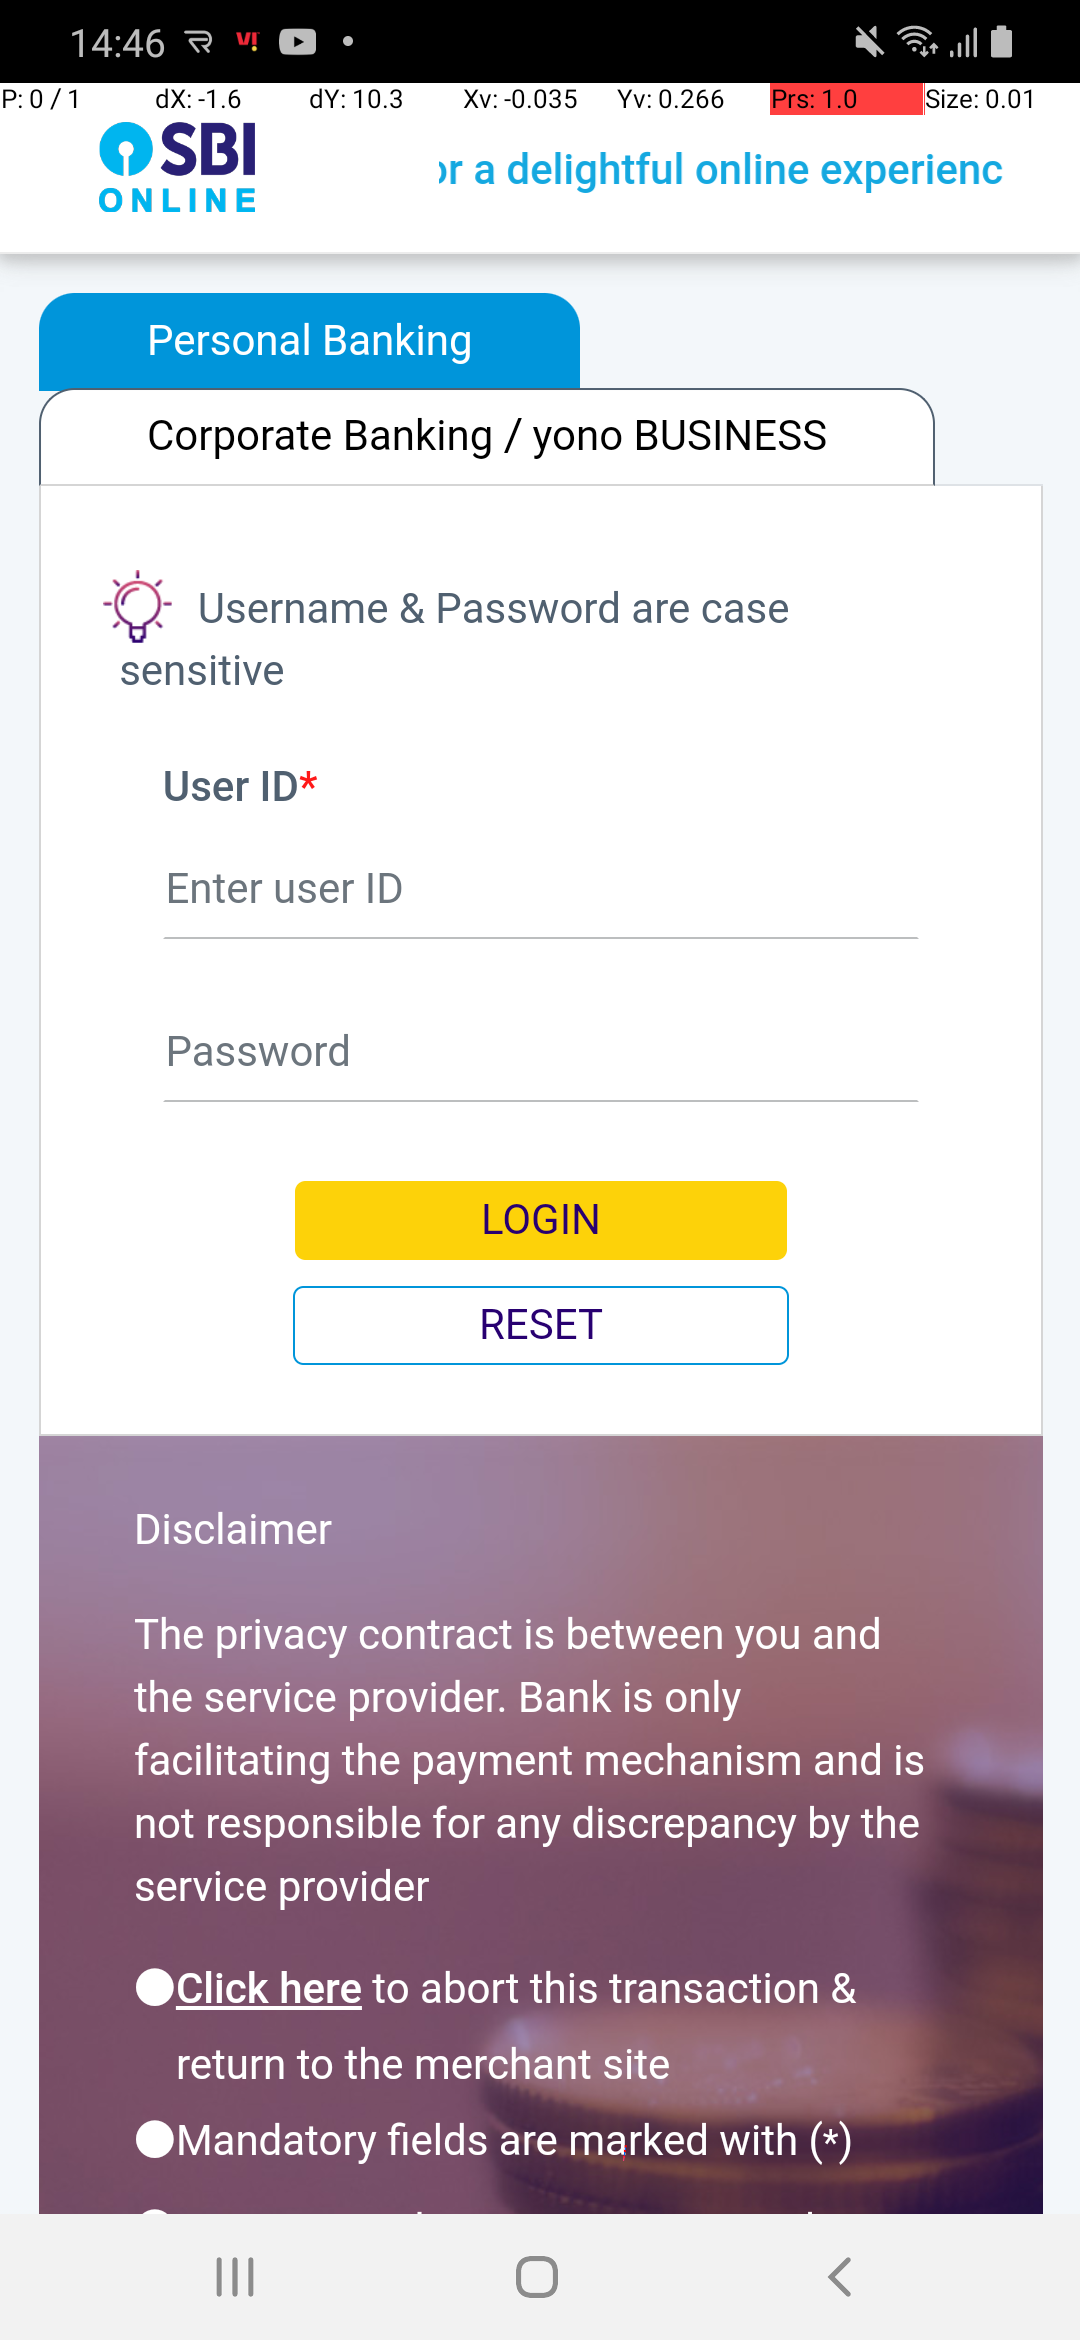 14:46
P: 0 / 1 dX: -1.6 dY: 10.3 Xv: -0.035 Yv: 0.266 Prs: 1.0 Size: 0.01
SBI
ONLINE
or a delightful online experienc
Personal Banking
Corporate Banking / yono BUSINESS
Username & Password are case
sensitive
User ID*
Enter user ID
Password
LOGIN
RESET
Disclaimer
The privacy contract is between you and
the service provider. Bank is only
facilitating the payment mechanism and is
not responsible for any discrepancy by the
service provider
Click here to abort this transaction &
return to the merchant site
Mandatory fields are marked with (*)